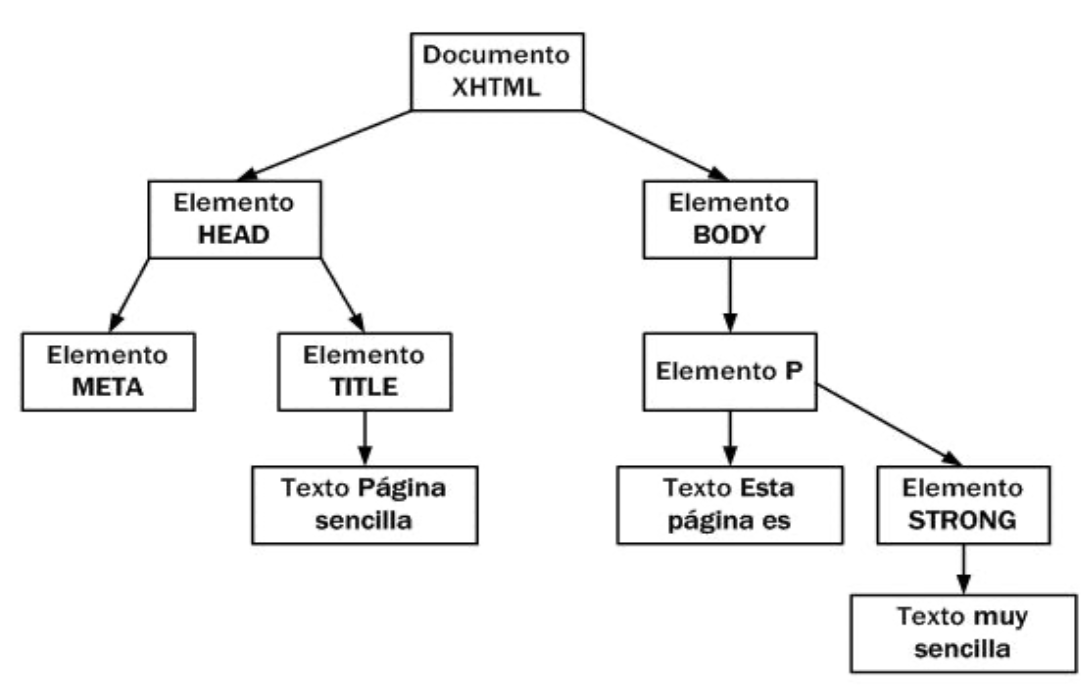 Documento
XHTML
Elemento
HEAD
Elemento
BODY
Elemento
META
Elemento
TITLE
Elemento P
Texto Página
sencilla
Texto Esta
página es
Elemento
STRONG
Texto muy
sencilla